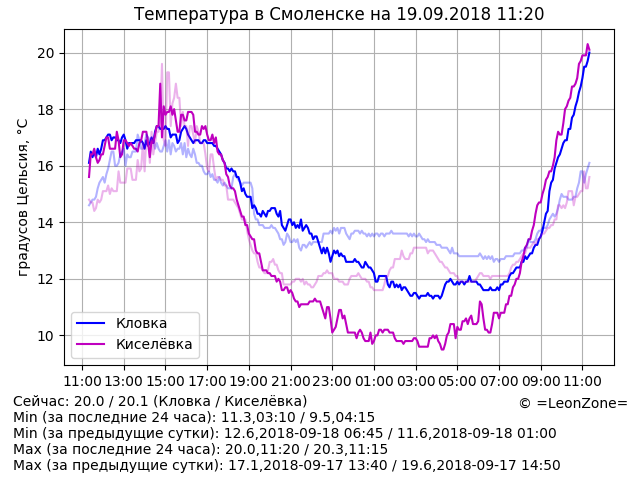 Температура в Смоленске на 19.09.2018 11:20
градусов Цельсия, °С
20
18
16
14
12
10
Кловка
Киселёвка
11:00 13:00 15:00 17:00 19:00 21:00 23:00 01:00 03:00 05:00 07:00 09:00 11:00
Сейчас: 20.0 / 20.1 (Кловка / Киселёвка)
© =LeonZone=
Min (за последние 24 часа): 11.3,03:10 / 9.5,04:15
Min (за предыдущие сутки): 12.6,2018-09-18 06:45 / 11.6,2018-09-18 01:00
Max (за последние 24 часа): 20.0,11:20 / 20.3,11:15
Max (за предыдущие сутки): 17.1,2018-09-17 13:40 / 19.6,2018-09-17 14:50